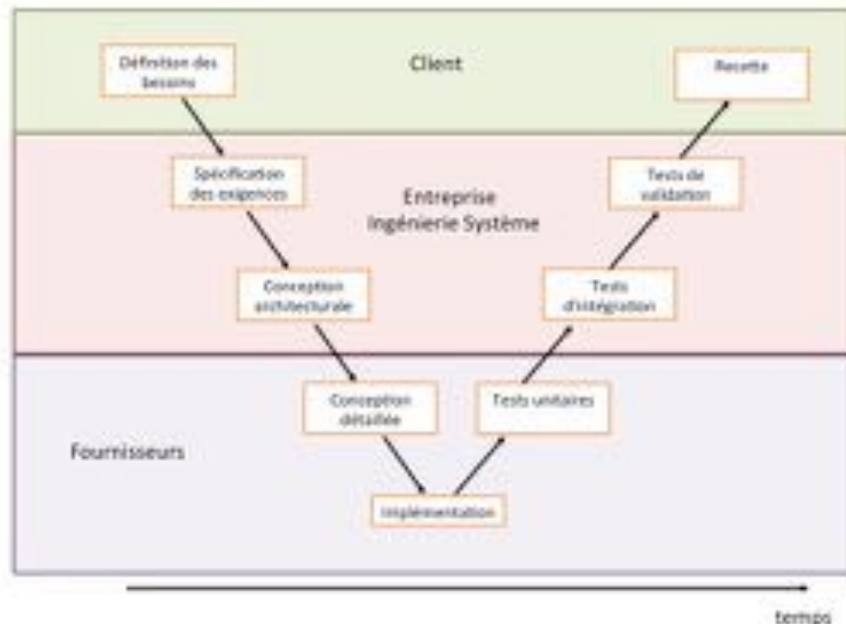 Définition des
besoins
Client
Recette
Spécification
des exigences
Tests de
validation
Entreprise
Ingénierie Système
Conception
architecturale
Tests
d'intégration
Conception
détaillée
Tests unitaires
Fournisseurs
Implémentation
temps